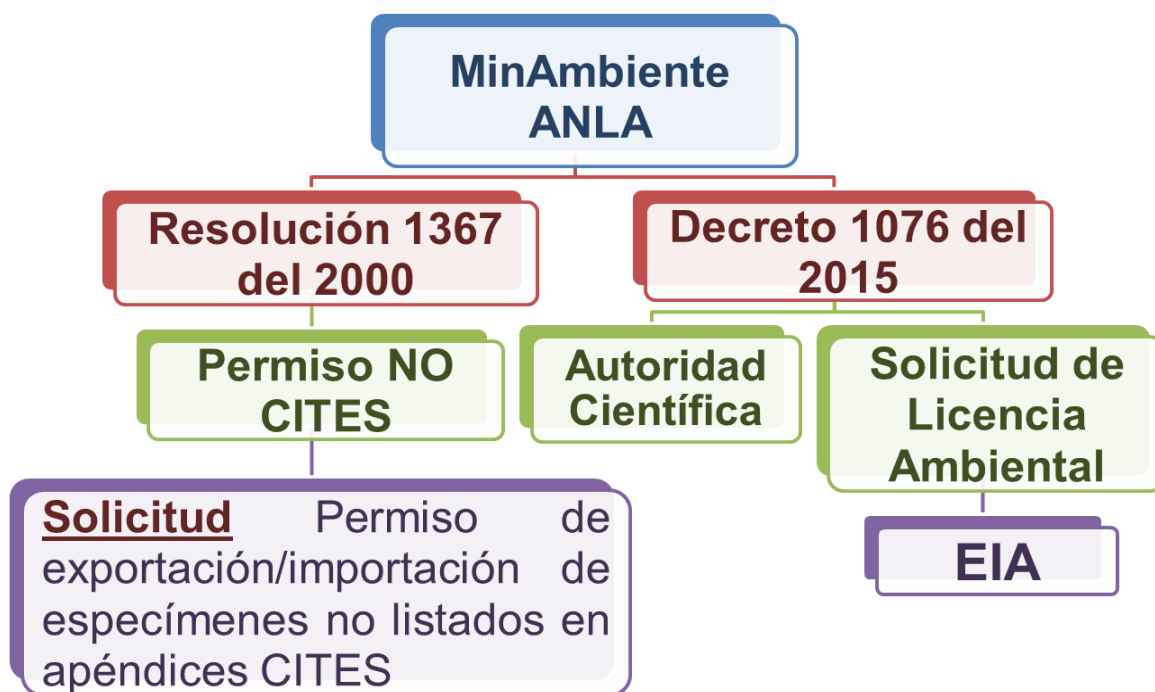 MinAmbiente
ANLA
Resolución 1367
del 2000
Decreto 1076 del
2015
Permiso NO
CITES
Autoridad
Científica
Solicitud de
Licencia
Ambiental
Solicitud Permiso de
exportación/importación de
especímenes no listados en
apéndices CITES
EIA